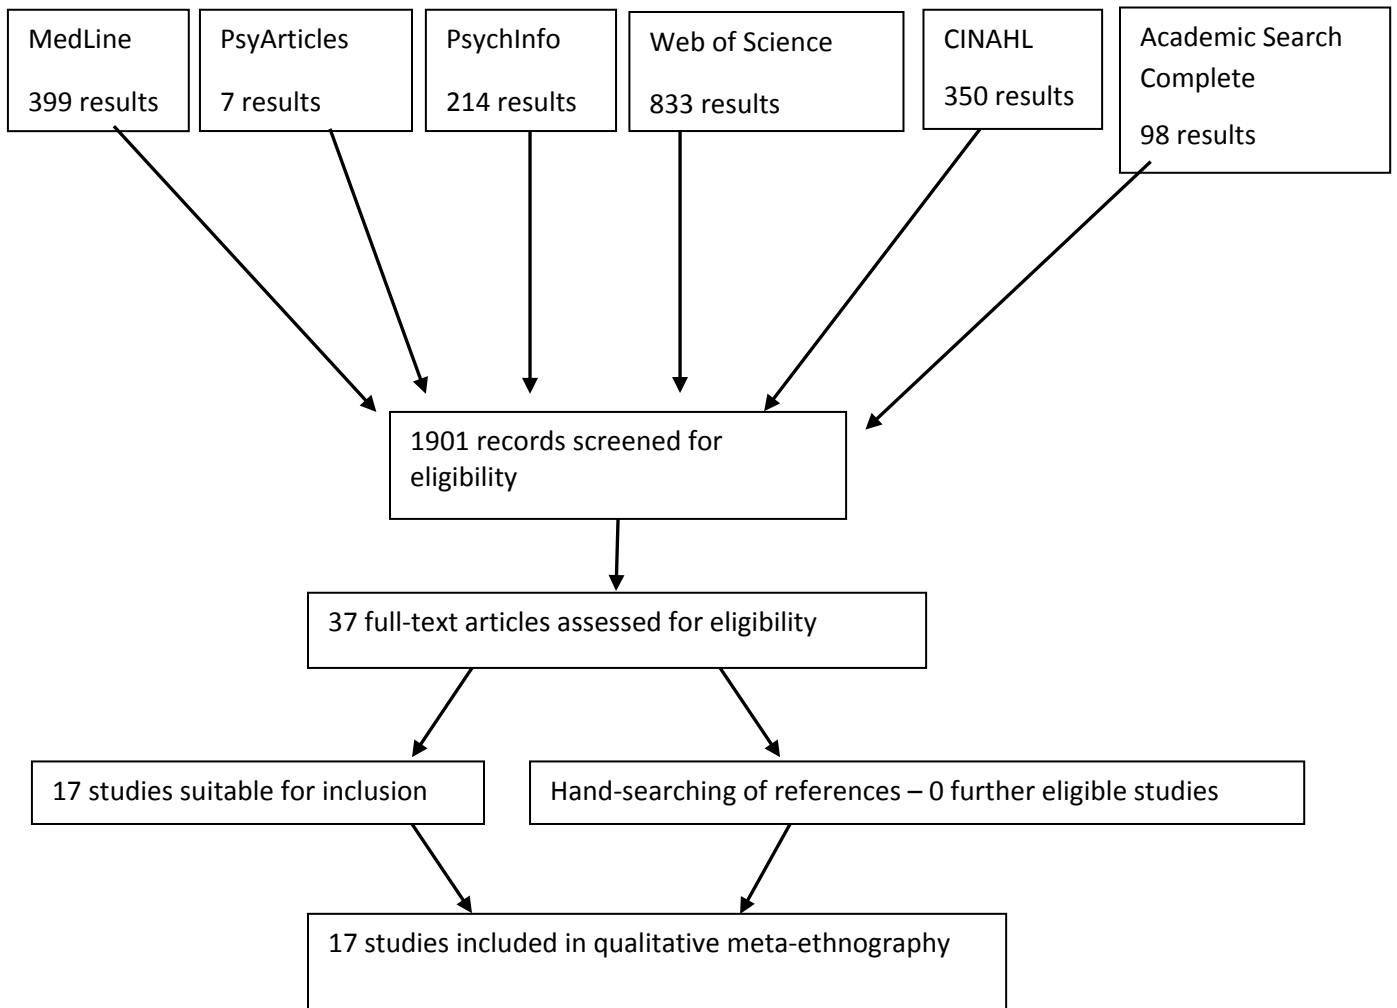 MedLine
399 results
PsyArticles
7 results
PsychInfo
214 results
Web of Science
833 results
CINAHL
350 results
Academic Search
Complete
98 results
1901 records screened for
eligibility
37 full-text articles assessed for eligibility
17 studies suitable for inclusion
Hand-searching of references – 0 further eligible studies
17 studies included in qualitative meta-ethnography